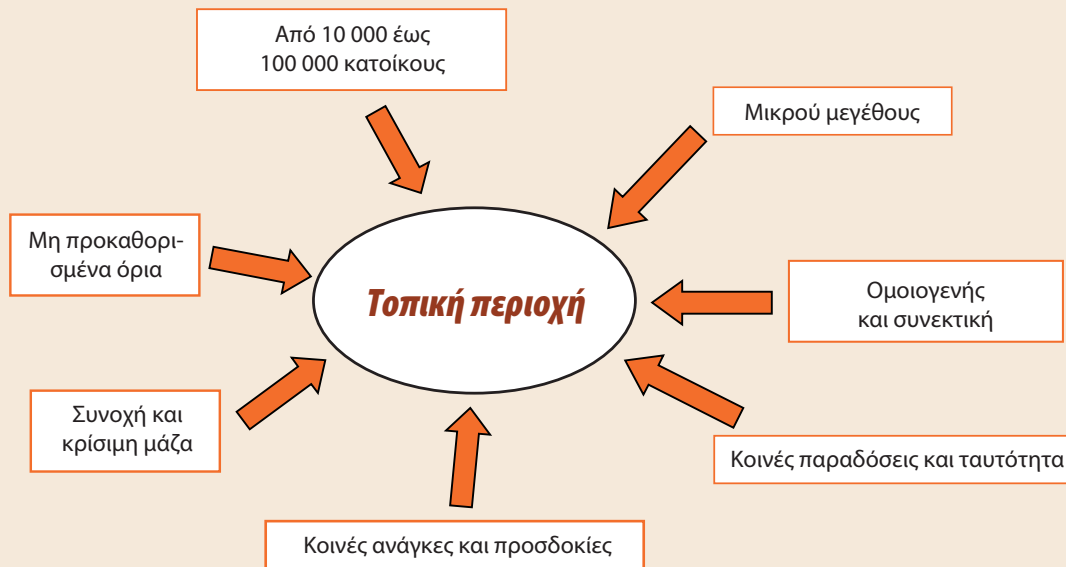 Από 10 000 έως
100 000 κατοίκους
Μικρού μεγέθους
Μη προκαθορι-
σμένα όρια
Τοπική περιοχή
Ομοιογενής
και συνεκτική
Συνοχή και
κρίσιμη μάζα
Κοινές παραδόσεις και ταυτότητα
Κοινές ανάγκες και προσδοκίες